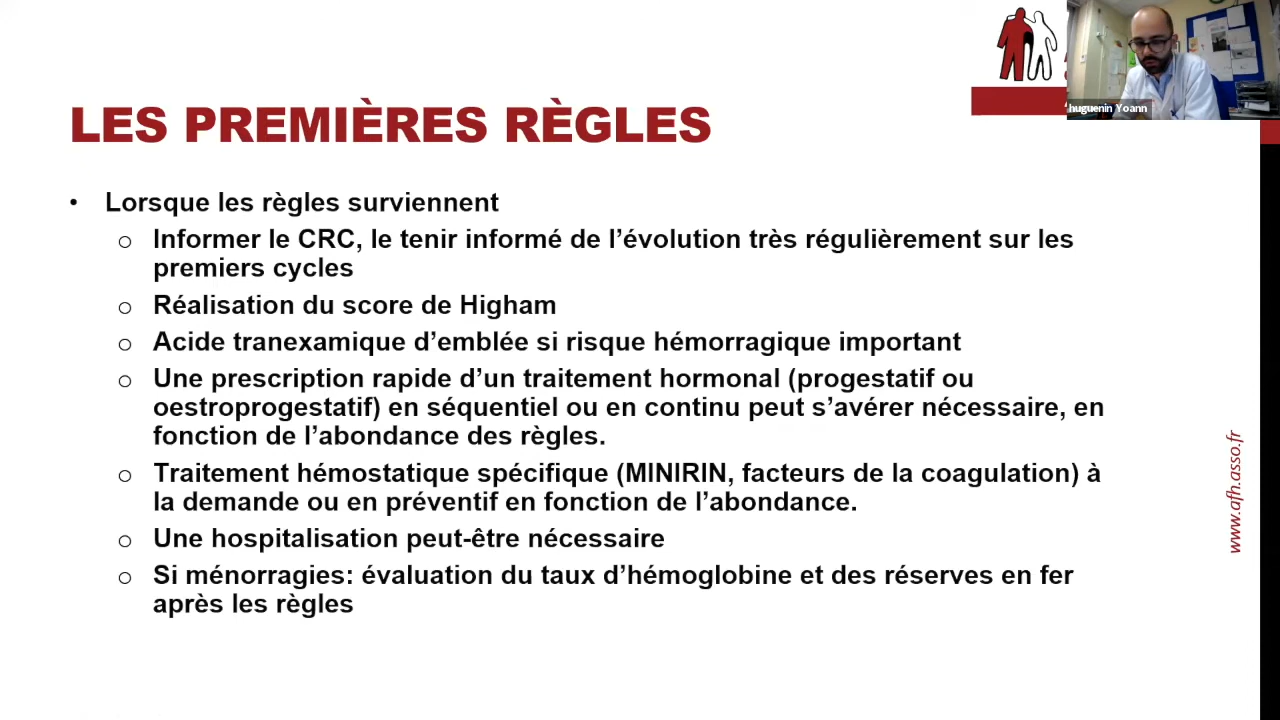 LES PREMIÈRES RÈGLES
huguenin Yoann
• Lorsque les règles surviennent
o Informer le CRC, le tenir informé de l’évolution très régulièrement sur les
premiers cycles
o Réalisation du score de Higham
o Acide tranexamique d’emblée si risque hémorragique important
o Une prescription rapide d’un traitement hormonal (progestatif ou
oestroprogestatif) en séquentiel ou en continu peut s’avérer nécessaire, en
fonction de l’abondance des règles.
o Traitement hémostatique spécifique (MINIRIN, facteurs de la coagulation) à
la demande ou en préventif en fonction de l’abondance.
o Une hospitalisation peut-être nécessaire
o Si ménorragies: évaluation du taux d’hémoglobine et des réserves en fer
après les règles
www.afh.asso.fr